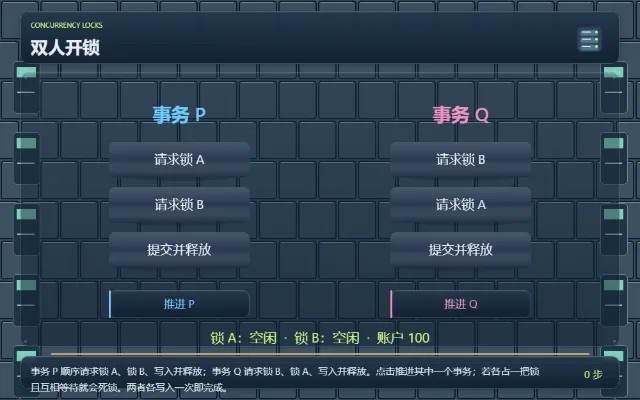 CONCURRENCY LOCKS
双人开锁
事务 P
事务 Q
请求锁 A
请求锁 B
请求锁 B
请求锁 A
提交并释放
提交并释放
推进 P
推进 Q
锁 A：空闲 · 锁 B：空闲 · 账户 100
事务 P 顺序请求锁 A、锁 B、写入并释放；事务 Q 请求锁 B、锁 A、写入并释放。点击推进其中一个事务；若各占一把锁
且互相等待就会死锁。两者各写入一次即完成。
0 步